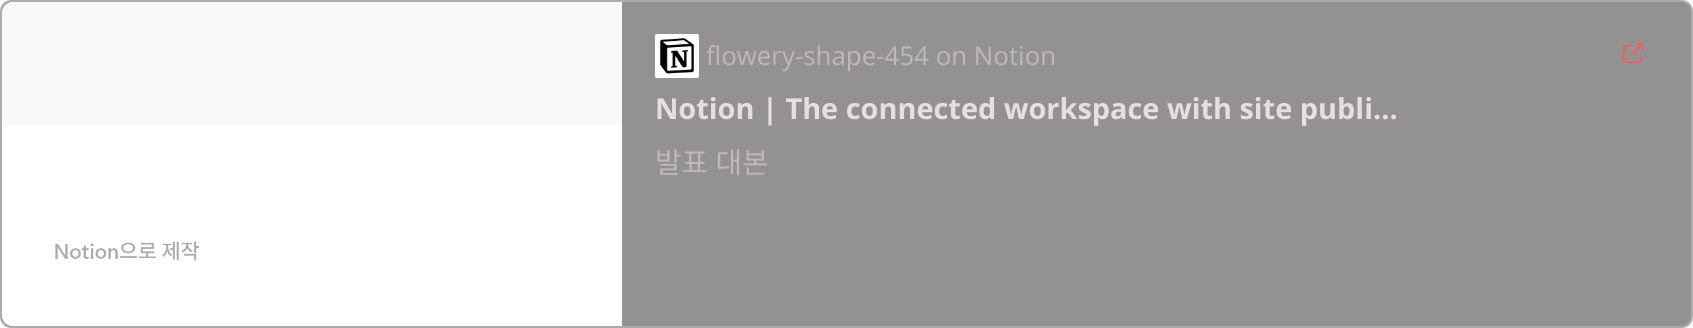 Notion으로 제작
N flowery-shape-454 on Notion
Notion | The connected workspace with site publi...
발표 대본